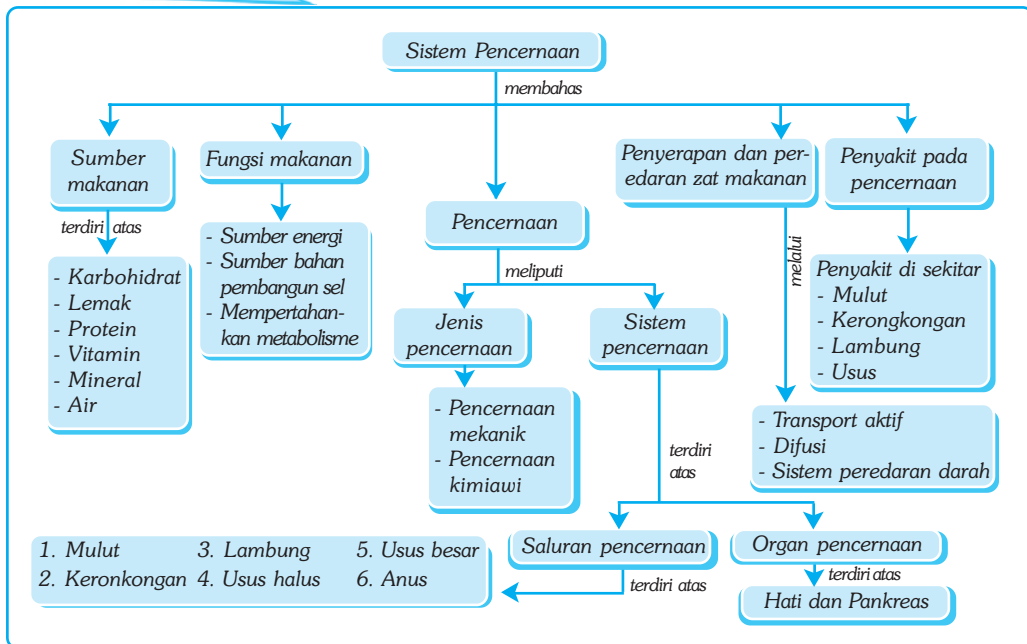 Sistem Pencernaan
membahas
Sumber
makanan
terdiri atas
- Karbohidrat
- Lemak
- Protein
- Vitamin
- Mineral
- Air
Fungsi makanan
- Sumber energi
- Sumber bahan
pembangun sel
- Mempertahan-
kan metabolisme
Pencernaan
meliputi
Jenis
pencernaan
- Pencernaan
mekanik
- Pencernaan
kimiawi
Sistem
pencernaan
terdiri
atas
Saluran pencernaan
terdiri atas
1. Mulut 3. Lambung 5. Usus besar
2. Keronkongan 4. Usus halus 6. Anus
Organ pencernaan
terdiri atas
Hati dan Pankreas
Penyerapan dan per-
edaran zat makanan
melalui
- Transport aktif
- Difusi
- Sistem peredaran darah
Penyakit pada
pencernaan
Penyakit di sekitar
- Mulut
- Kerongkongan
- Lambung
- Usus